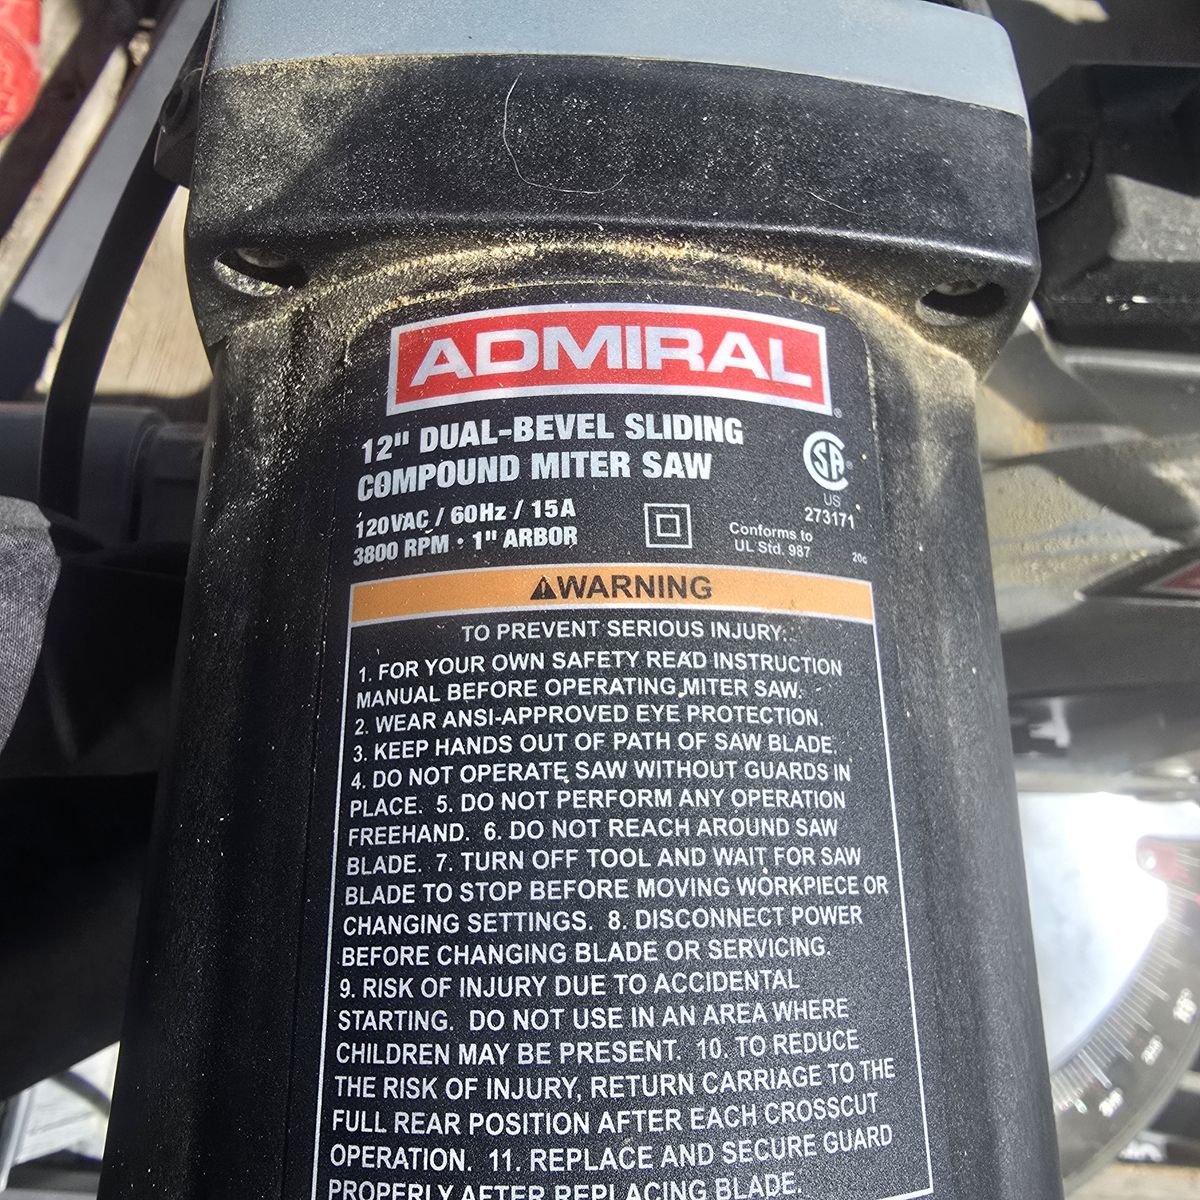 ADMIRAL®
12" DUAL-BEVEL SLIDING
COMPOUND MITER SAW
120VAC / 60Hz / 15A
3800 RPM · 1" ARBOR
SA®
US
273171
Conforms to
UL Std. 987
20c
⚠WARNING
TO PREVENT SERIOUS INJURY:
1. FOR YOUR OWN SAFETY READ INSTRUCTION
MANUAL BEFORE OPERATING MITER SAW.
2. WEAR ANSI-APPROVED EYE PROTECTION.
3. KEEP HANDS OUT OF PATH OF SAW BLADE.
4. DO NOT OPERATE SAW WITHOUT GUARDS IN
PLACE. 5. DO NOT PERFORM ANY OPERATION
FREEHAND. 6. DO NOT REACH AROUND SAW
BLADE. 7. TURN OFF TOOL AND WAIT FOR SAW
BLADE TO STOP BEFORE MOVING WORKPIECE OR
CHANGING SETTINGS. 8. DISCONNECT POWER
BEFORE CHANGING BLADE OR SERVICING.
9. RISK OF INJURY DUE TO ACCIDENTAL
STARTING. DO NOT USE IN AN AREA WHERE
CHILDREN MAY BE PRESENT. 10. TO REDUCE
THE RISK OF INJURY, RETURN CARRIAGE TO THE
FULL REAR POSITION AFTER EACH CROSSCUT
OPERATION. 11. REPLACE AND SECURE GUARD
PROPERLY AFTER REPLACING BLADE.